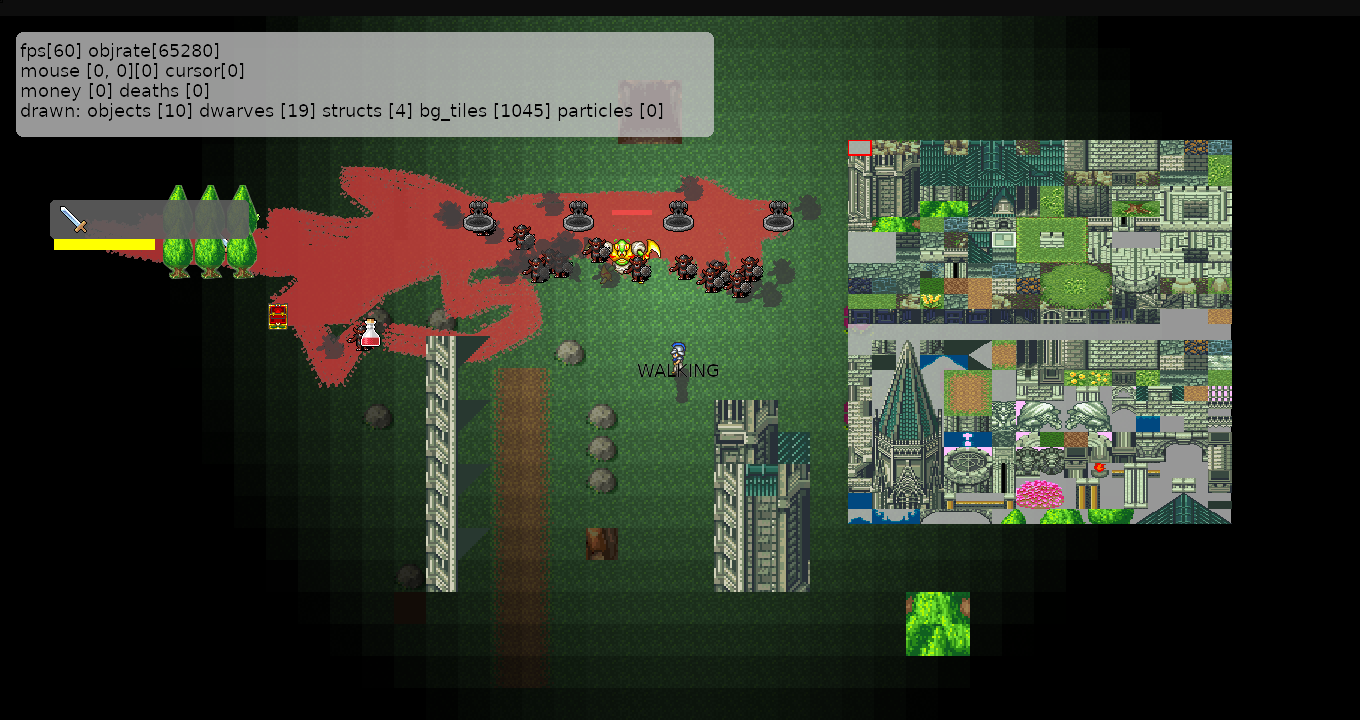 fps[60] objrate[65280]
mouse [0, 0][0] cursor[0]
money [0] deaths [0]
drawn: objects [10] dwarves [19] structs [4] bg_tiles [1045] particles [0]
WALKING